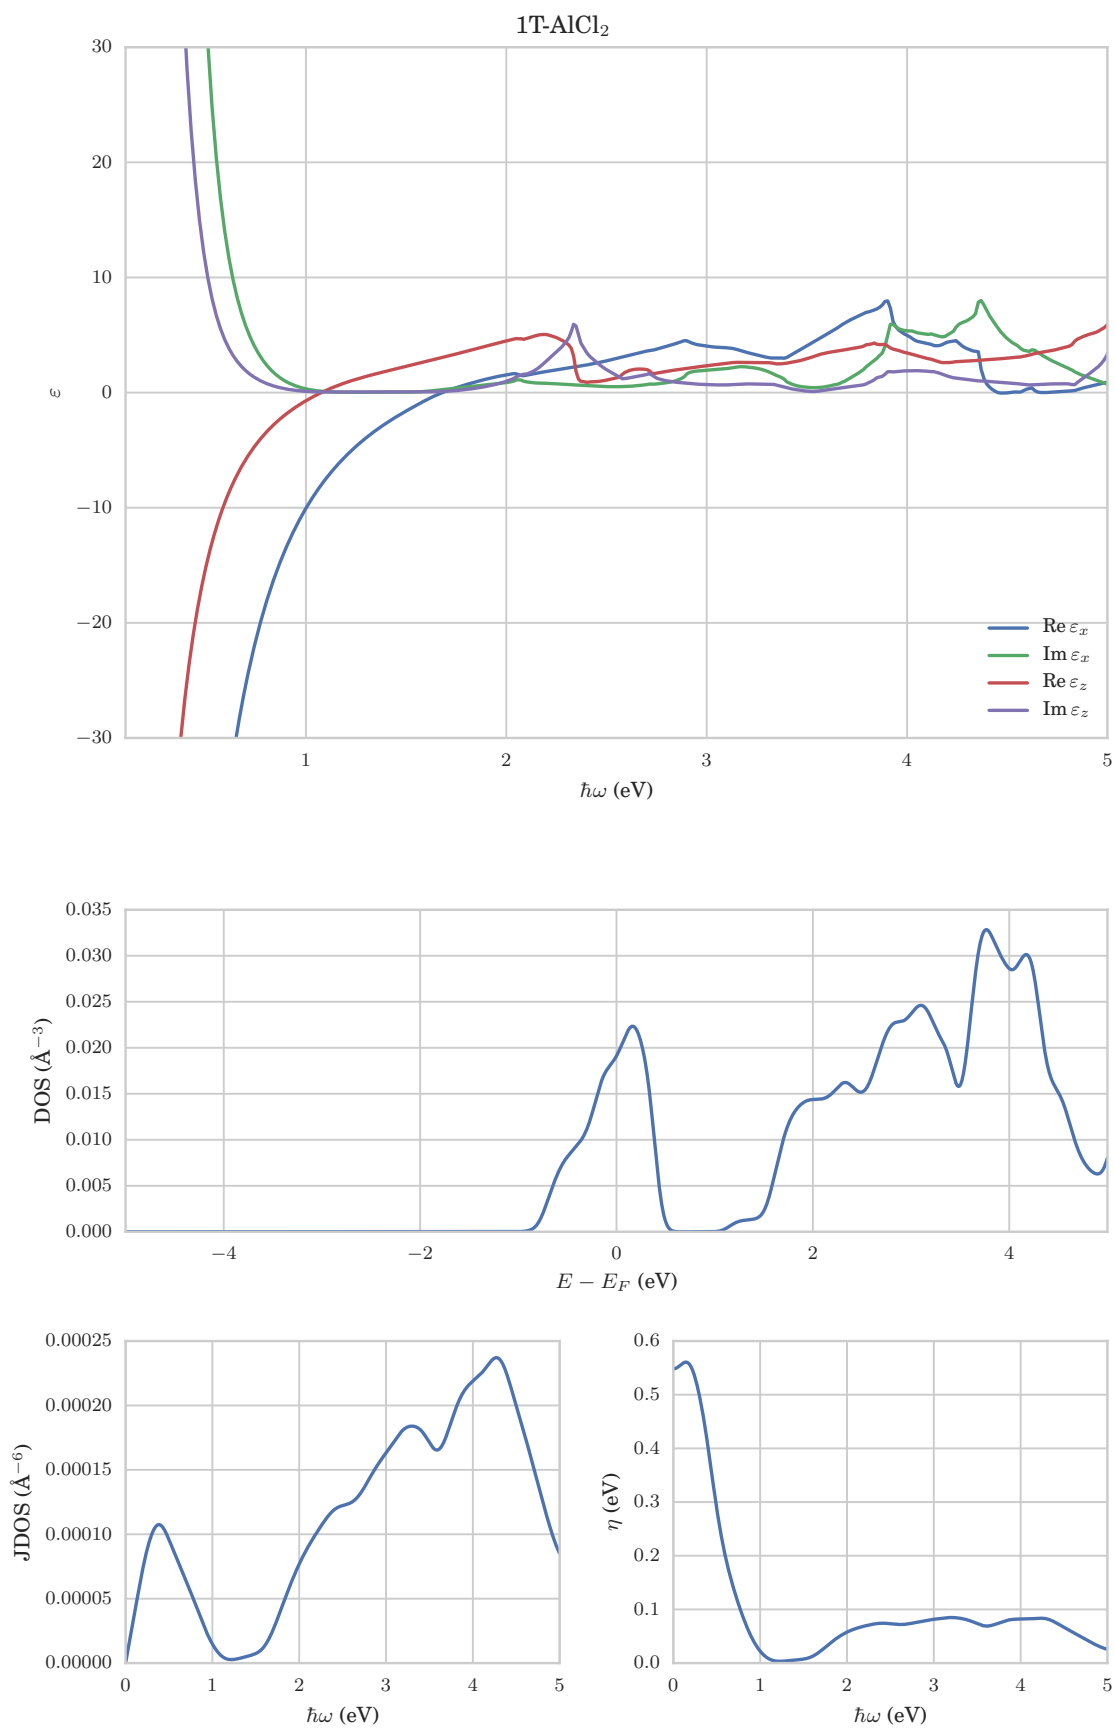 1T-AlCl₂
30
20
10
0
−10
−20
−30
ε
1 2 3 4 5
ħω (eV)
Re εₓ
Im εₓ
Re ε_z
Im ε_z
0.035
0.030
0.025
0.020
0.015
0.010
0.005
0.000
DOS (Å⁻³)
−4 −2 0 2 4
E − E_F (eV)
0.00025
0.00020
0.00015
0.00010
0.00005
0.00000
JDOS (Å⁻⁶)
0 1 2 3 4 5
ħω (eV)
0.6
0.5
0.4
0.3
0.2
0.1
0.0
η (eV)
0 1 2 3 4 5
ħω (eV)